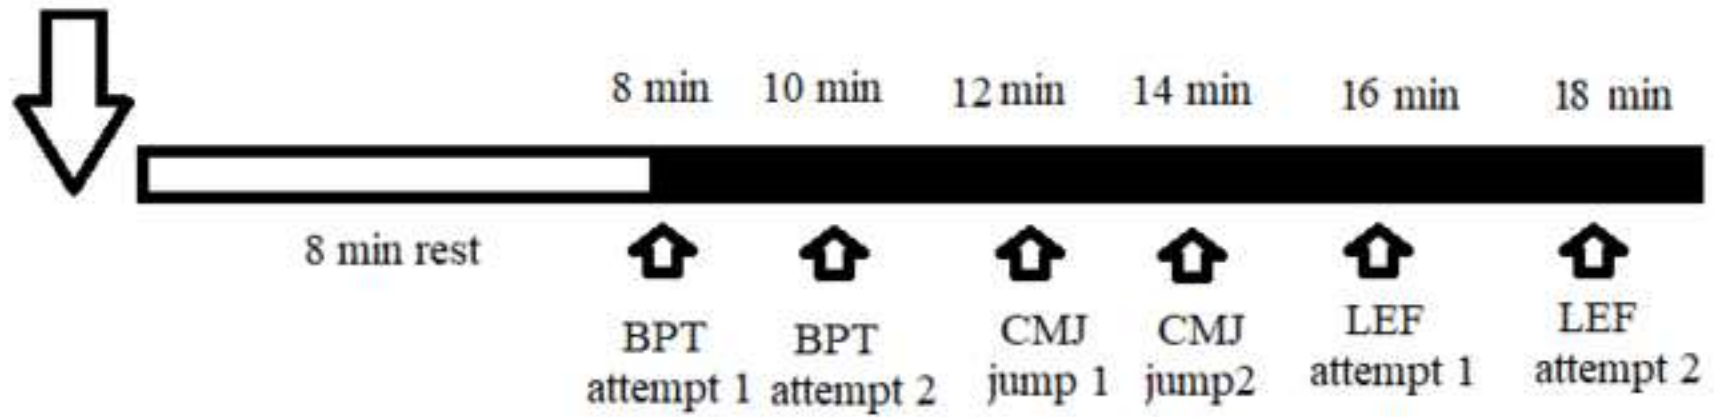 8 min
10 min
12 min
14 min
16 min
18 min
8 min rest
BPT
attempt 1
BPT
attempt 2
CMJ
jump 1
CMJ
jump2
LEF
attempt 1
LEF
attempt 2